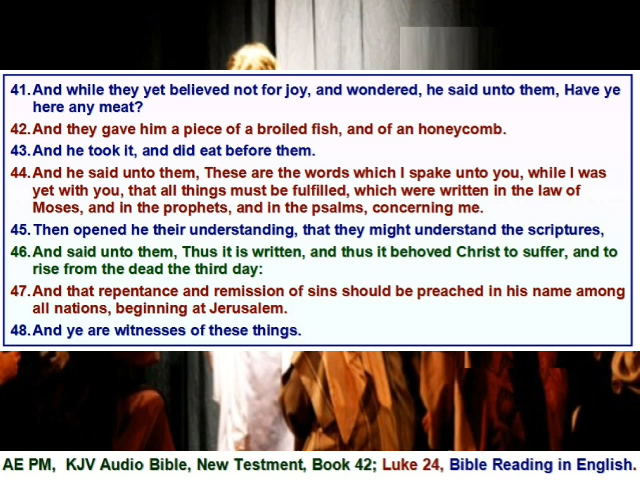 41. And while they yet believed not for joy, and wondered, he said unto them, Have ye
here any meat?
42. And they gave him a piece of a broiled fish, and of an honeycomb.
43. And he took it, and did eat before them.
44. And he said unto them, These are the words which I spake unto you, while I was
yet with you, that all things must be fulfilled, which were written in the law of
Moses, and in the prophets, and in the psalms, concerning me.
45. Then opened he their understanding, that they might understand the scriptures,
46. And said unto them, Thus it is written, and thus it behoved Christ to suffer, and to
rise from the dead the third day:
47. And that repentance and remission of sins should be preached in his name among
all nations, beginning at Jerusalem.
48. And ye are witnesses of these things.
AE PM, KJV Audio Bible, New Testment, Book 42; Luke 24, Bible Reading in English.